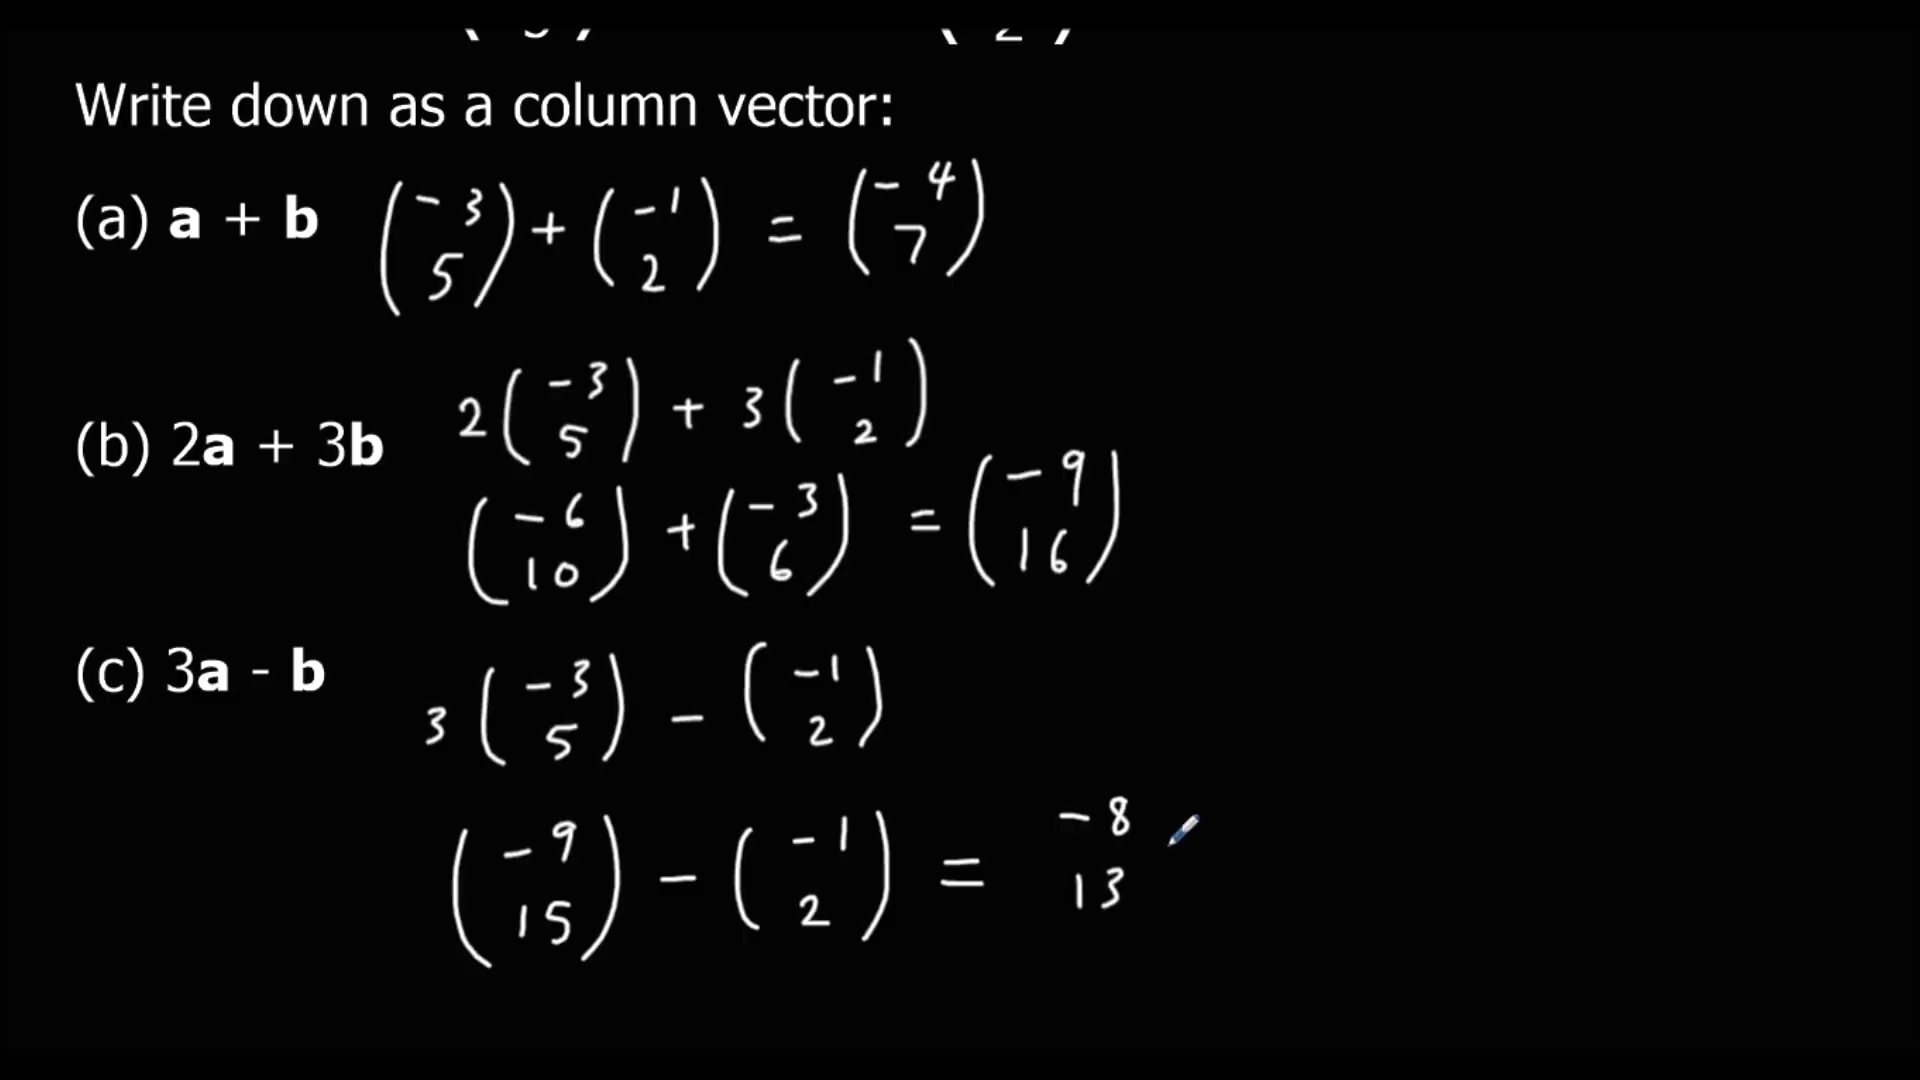 Write down as a column vector:
(a) a + b (-3 5) + (-1 2) = (-4 7)
(b) 2a + 3b 2(-3 5) + 3(-1 2)
(-6 10) + (-3 6) = (-9 16)
(c) 3a - b 3(-3 5) - (-1 2)
(-9 15) - (-1 2) = -8 13